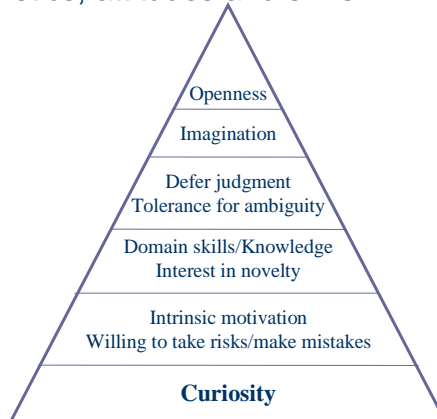 Openness
Imagination
Defer judgment
Tolerance for ambiguity
Domain skills/Knowledge
Interest in novelty
Intrinsic motivation
Willing to take risks/make mistakes
Curiosity